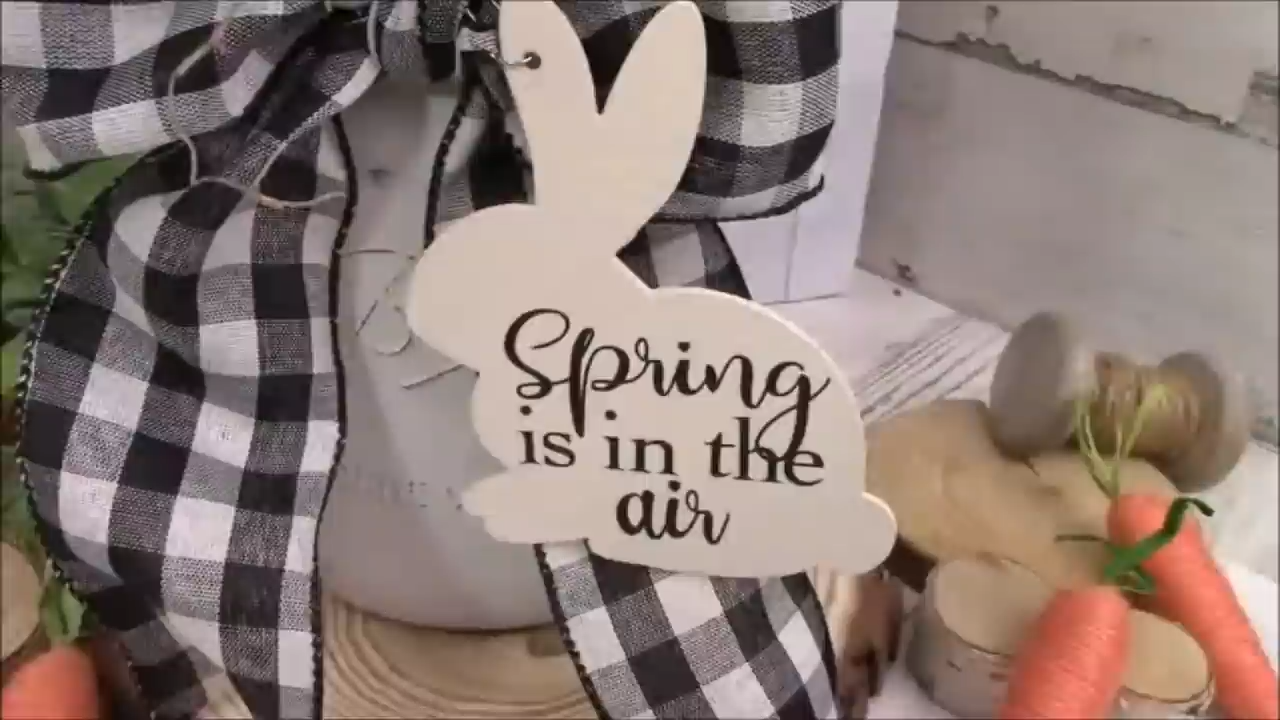 Spring
is in the
air